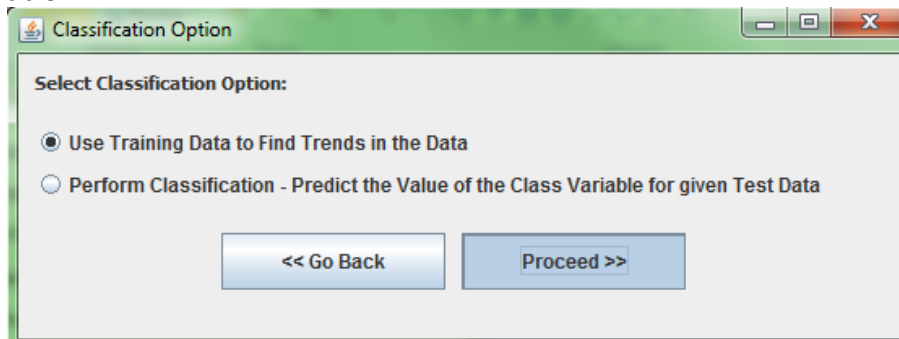 Classification Option
Select Classification Option:
Use Training Data to Find Trends in the Data
Perform Classification - Predict the Value of the Class Variable for given Test Data
<< Go Back
Proceed >>